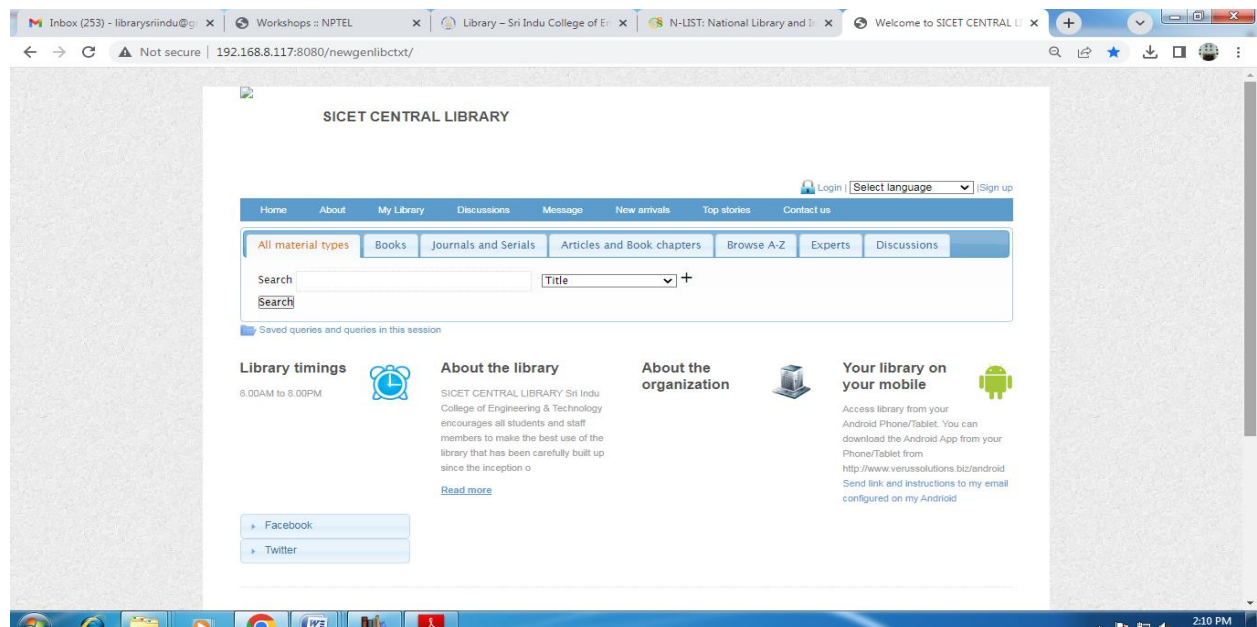 Inbox (253) - librarysriindu@g
Workshops :: NPTEL
Library – Sri Indu College of En
N-LIST: National Library and In
Welcome to SICET CENTRAL LI
Not secure | 192.168.8.117:8080/newgenlibctxt/
SICET CENTRAL LIBRARY
Login | Select language | Sign up
Home About My Library Discussions Message New arrivals Top stories Contact us
All material types Books Journals and Serials Articles and Book chapters Browse A-Z Experts Discussions
Search Title +
Search
Saved queries and queries in this session
Library timings
8.00AM to 8.00PM
About the library
SICET CENTRAL LIBRARY Sri Indu
College of Engineering & Technology
encourages all students and staff
members to make the best use of the
library that has been carefully built up
since the inception o
Read more
About the
organization
Your library on
your mobile
Access library from your
Android Phone/Tablet. You can
download the Android App from your
Phone/Tablet from
http://www.verussolutions.biz/android
Send link and instructions to my email
configured on my Andrioid
Facebook
Twitter
2:10 PM